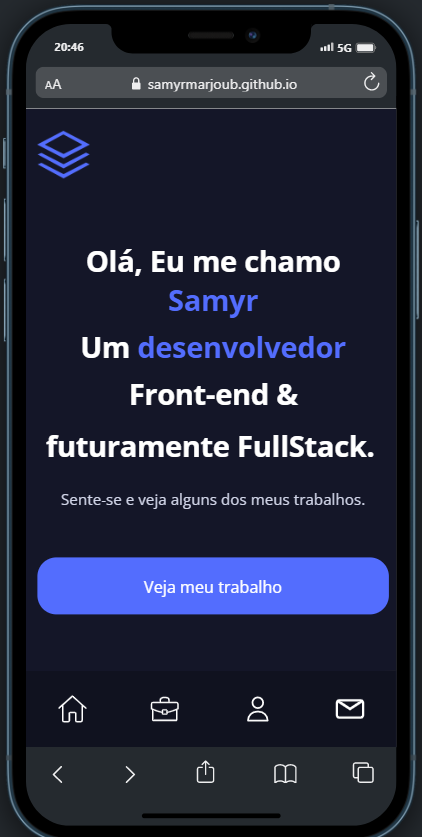 20:46
5G
AA
samyrmarjoub.github.io
Olá, Eu me chamo
Samyr
Um desenvolvedor
Front-end &
futuramente FullStack.
Sente-se e veja alguns dos meus trabalhos.
Veja meu trabalho